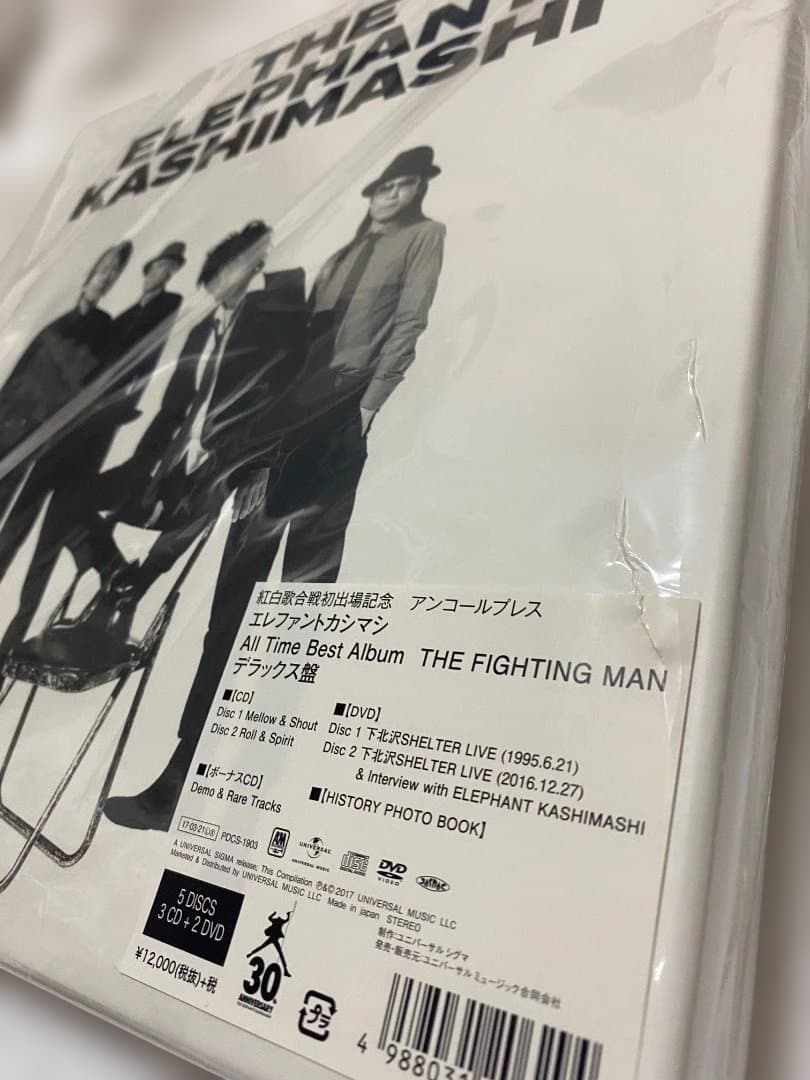 THE
ELEPHANT
KASHIMASHI
紅白歌合戦初出場記念 アンコールプレス
エレファントカシマシ
All Time Best Album THE FIGHTING MAN
デラックス盤
■【CD】
Disc 1 Mellow & Shout
Disc 2 Roll & Spirit
■【ボーナスCD】
Demo & Rare Tracks
■【DVD】
Disc 1 下北沢SHELTER LIVE (1995.6.21)
Disc 2 下北沢SHELTER LIVE (2016.12.27)
& Interview with ELEPHANT KASHIMASHI
■【HISTORY PHOTO BOOK】
PDCS-1903
A&M
UNIVERSAL
UNIVERSAL MUSIC
DVD
VIDEO
A UNIVERSAL SIGMA release; This Compilation ℗&© 2017 UNIVERSAL MUSIC LLC
Marketed & Distributed by UNIVERSAL MUSIC LLC Made in Japan STEREO
制作:ユニバーサル シグマ
発売・販売元:ユニバーサル ミュージック合同会社
5 DISCS
3 CD + 2 DVD
¥12,000(税抜)+税
30
ANNIVERSARY
プラ
4 988031